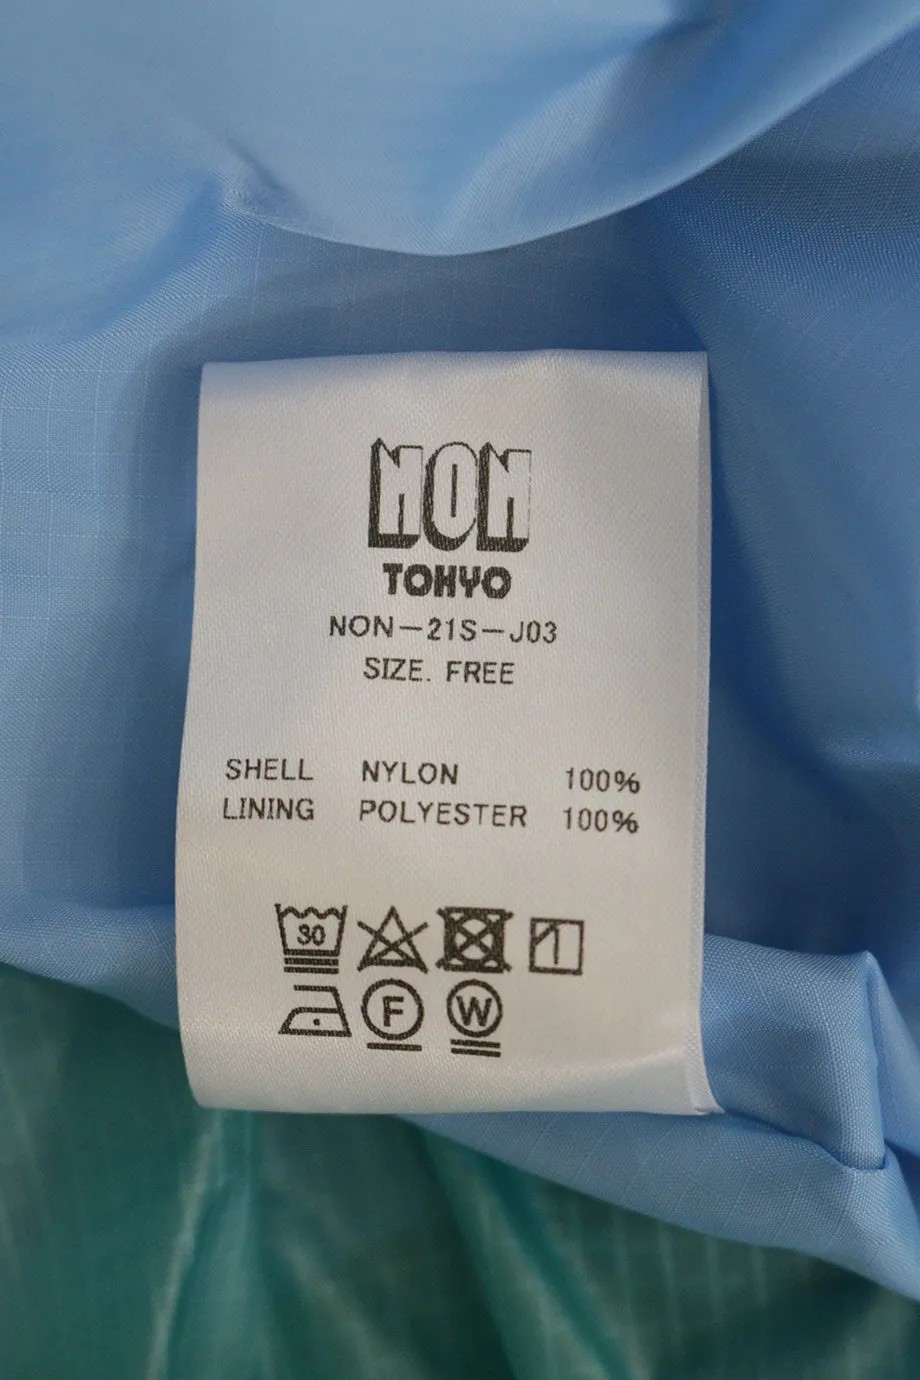 NON
TOKYO
NON-21S-J03
SIZE. FREE
SHELL NYLON 100%
LINING POLYESTER 100%
30
F W